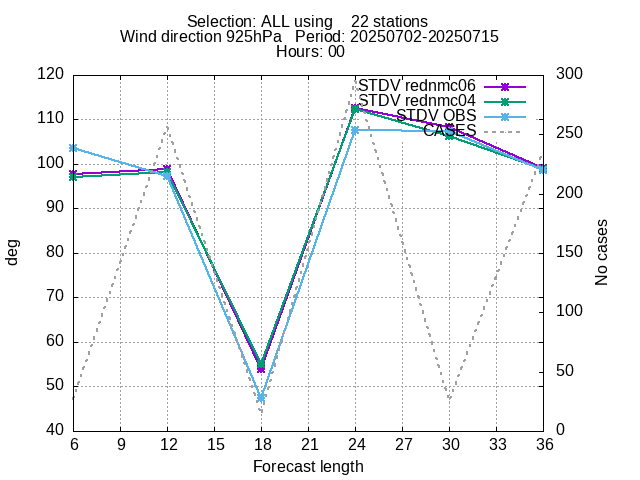 Selection: ALL using    22 stations
Wind direction 925hPa   Period: 20250702-20250715
Hours: 00
STDV rednmc06
STDV rednmc04
STDV OBS
CASES
120
110
100
90
80
70
60
50
40
deg
300
250
200
150
100
50
0
No cases
6 9 12 15 18 21 24 27 30 33 36
Forecast length